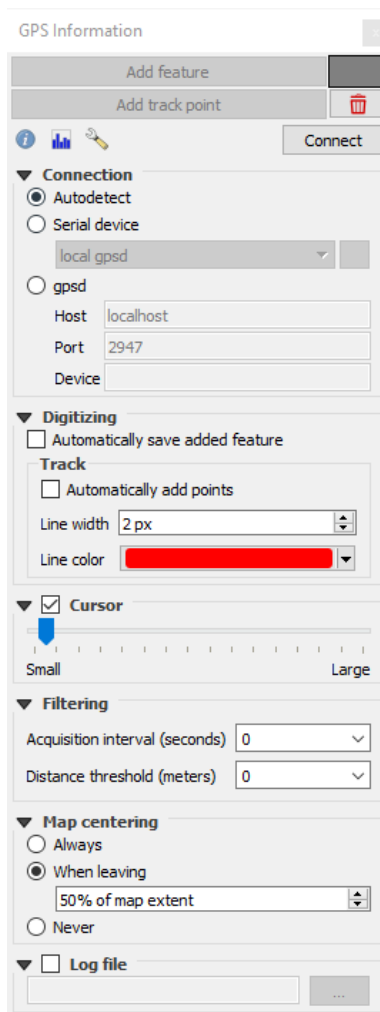 GPS Information
Add feature
Add track point
Connect
Connection
Autodetect
Serial device
local gpsd
gpsd
Host localhost
Port 2947
Device
Digitizing
Automatically save added feature
Track
Automatically add points
Line width 2 px
Line color
Cursor
Small Large
Filtering
Acquisition interval (seconds) 0
Distance threshold (meters) 0
Map centering
Always
When leaving
50% of map extent
Never
Log file
...